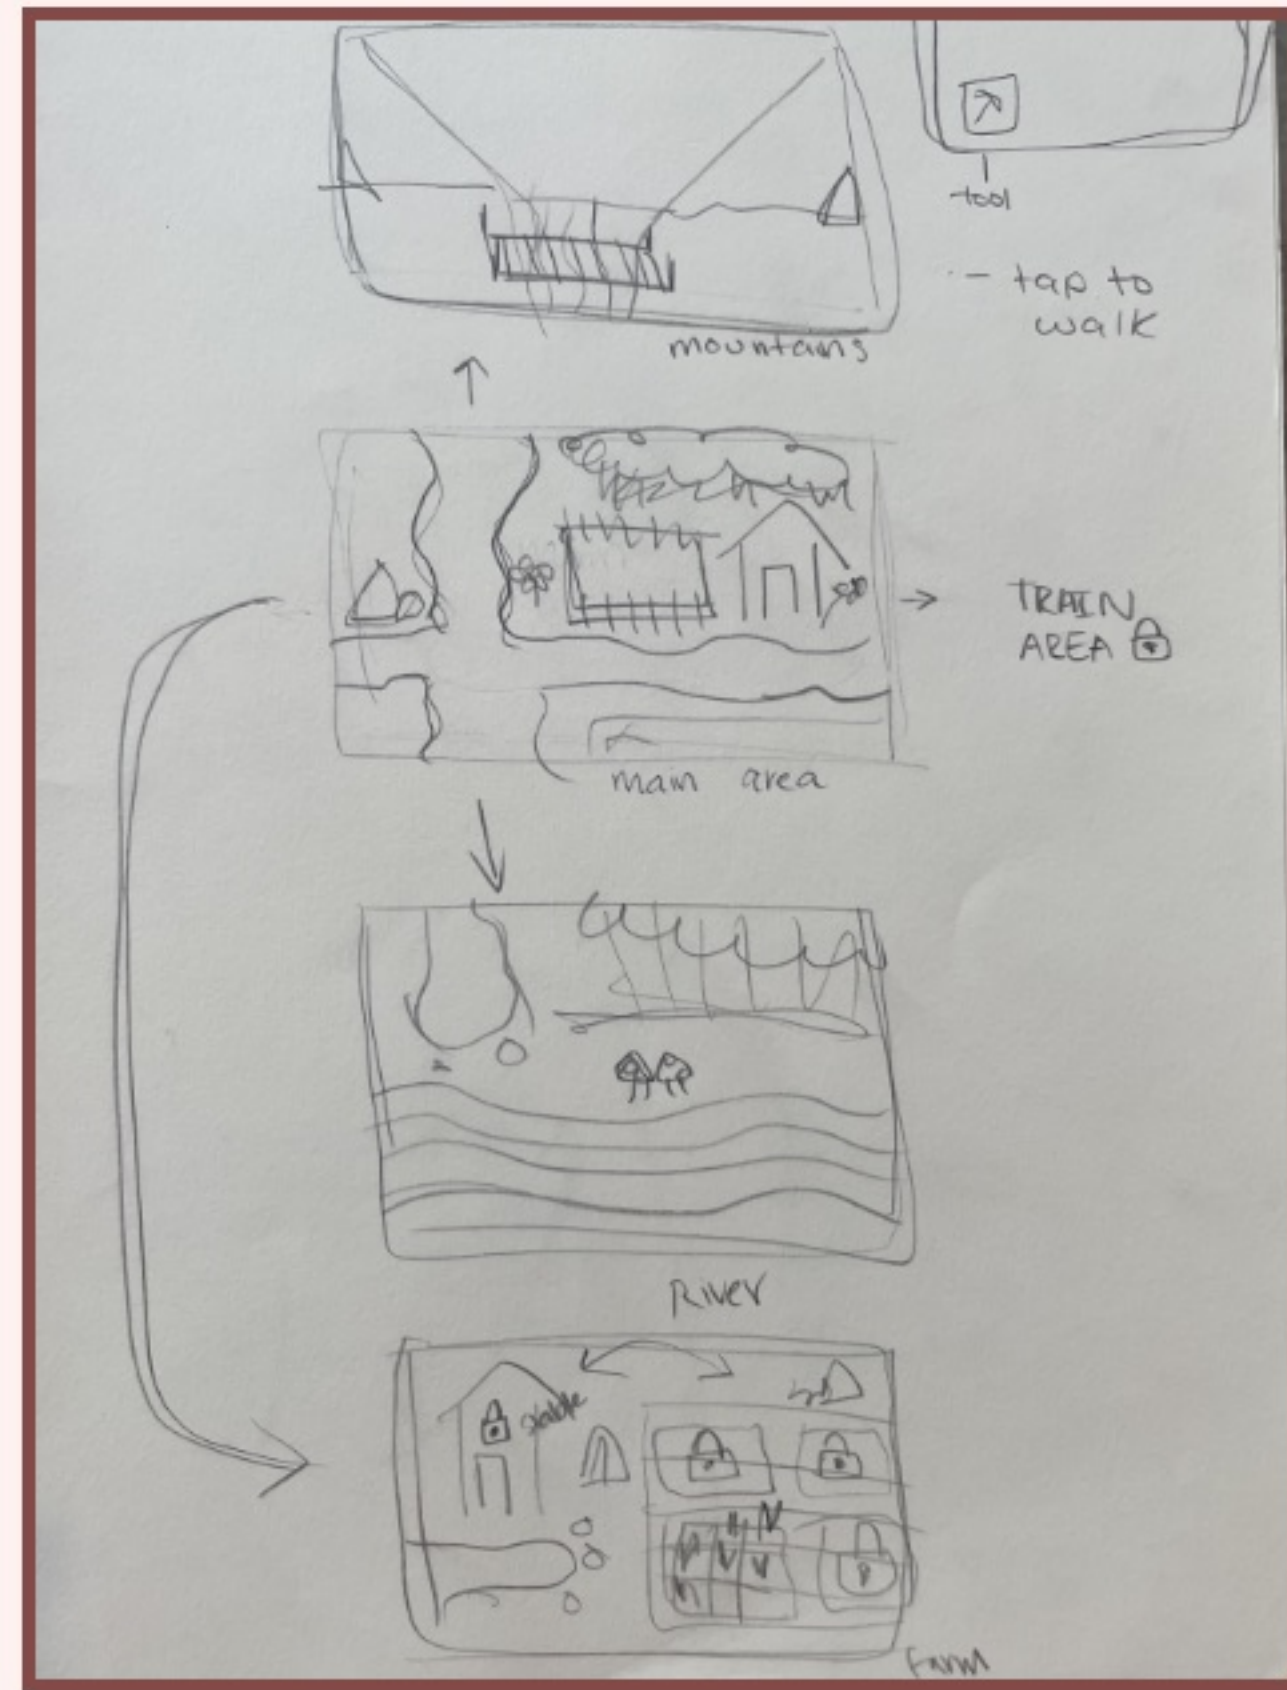 tool
- tap to
walk
mountains
TRAIN
AREA
main area
River
stable
Farm